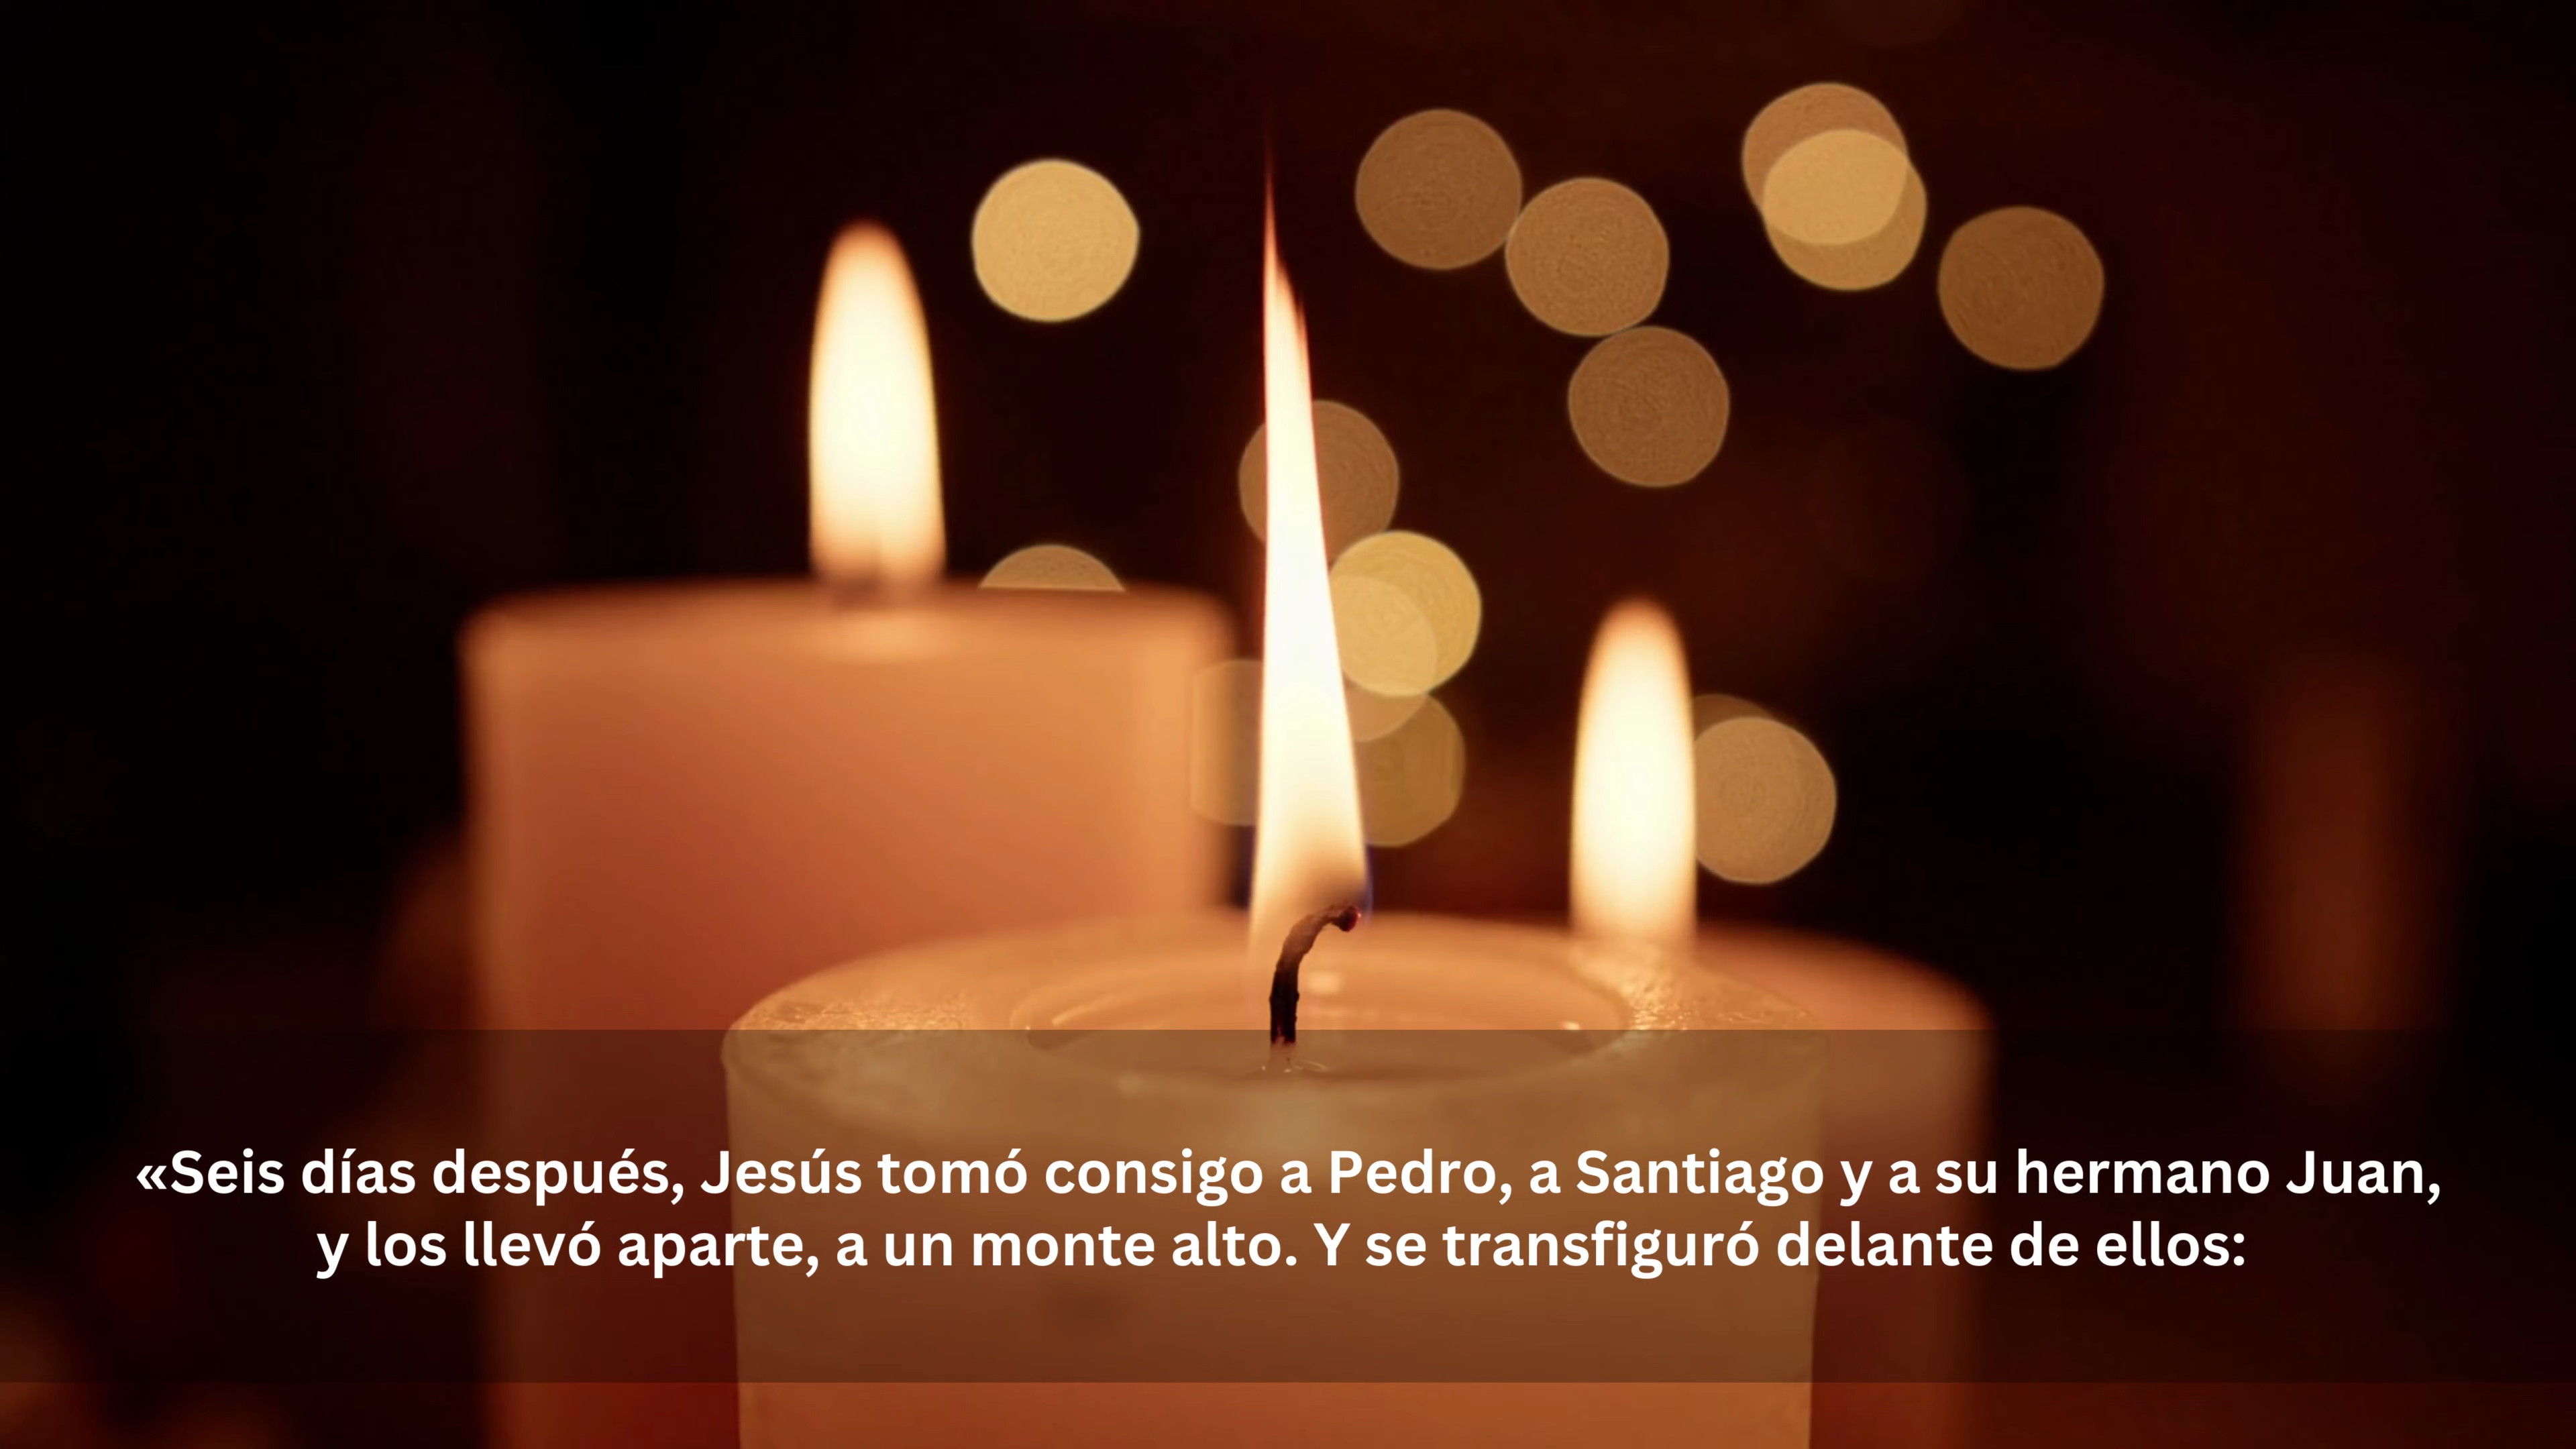 «Seis días después, Jesús tomó consigo a Pedro, a Santiago y a su hermano Juan,
y los llevó aparte, a un monte alto. Y se transfiguró delante de ellos: